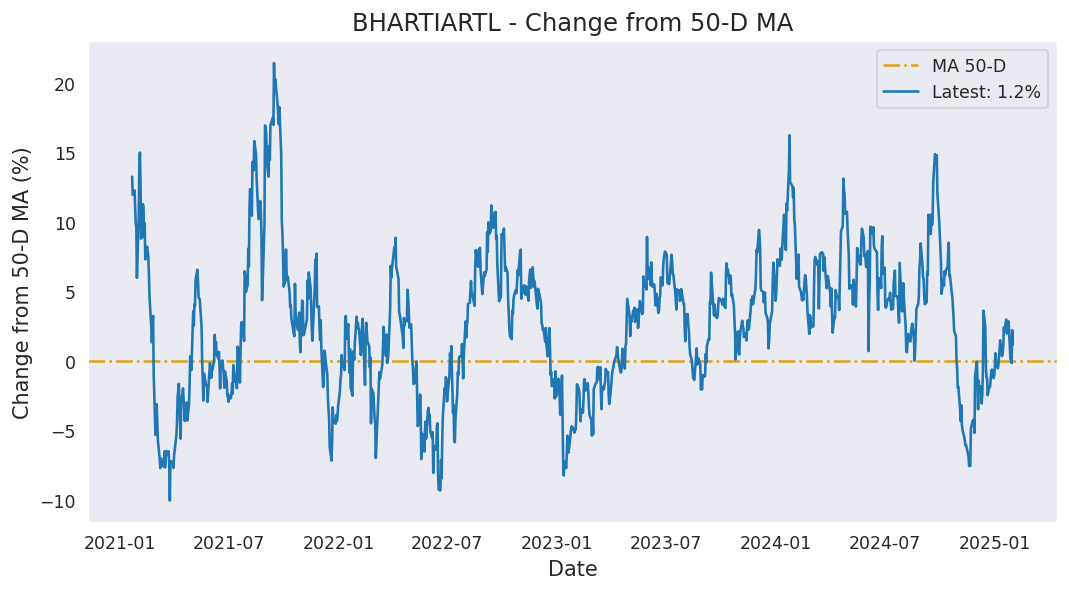 BHARTIARTL - Change from 50-D MA
MA 50-D
Latest: 1.2%
Change from 50-D MA (%)
20
15
10
5
0
−5
−10
2021-01 2021-07 2022-01 2022-07 2023-01 2023-07 2024-01 2024-07 2025-01
Date